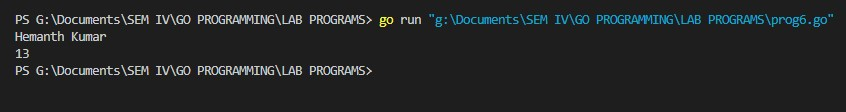 PS G:\Documents\SEM IV\GO PROGRAMMING\LAB PROGRAMS> go run "g:\Documents\SEM IV\GO PROGRAMMING\LAB PROGRAMS\prog6.go"
Hemanth Kumar
13
PS G:\Documents\SEM IV\GO PROGRAMMING\LAB PROGRAMS>